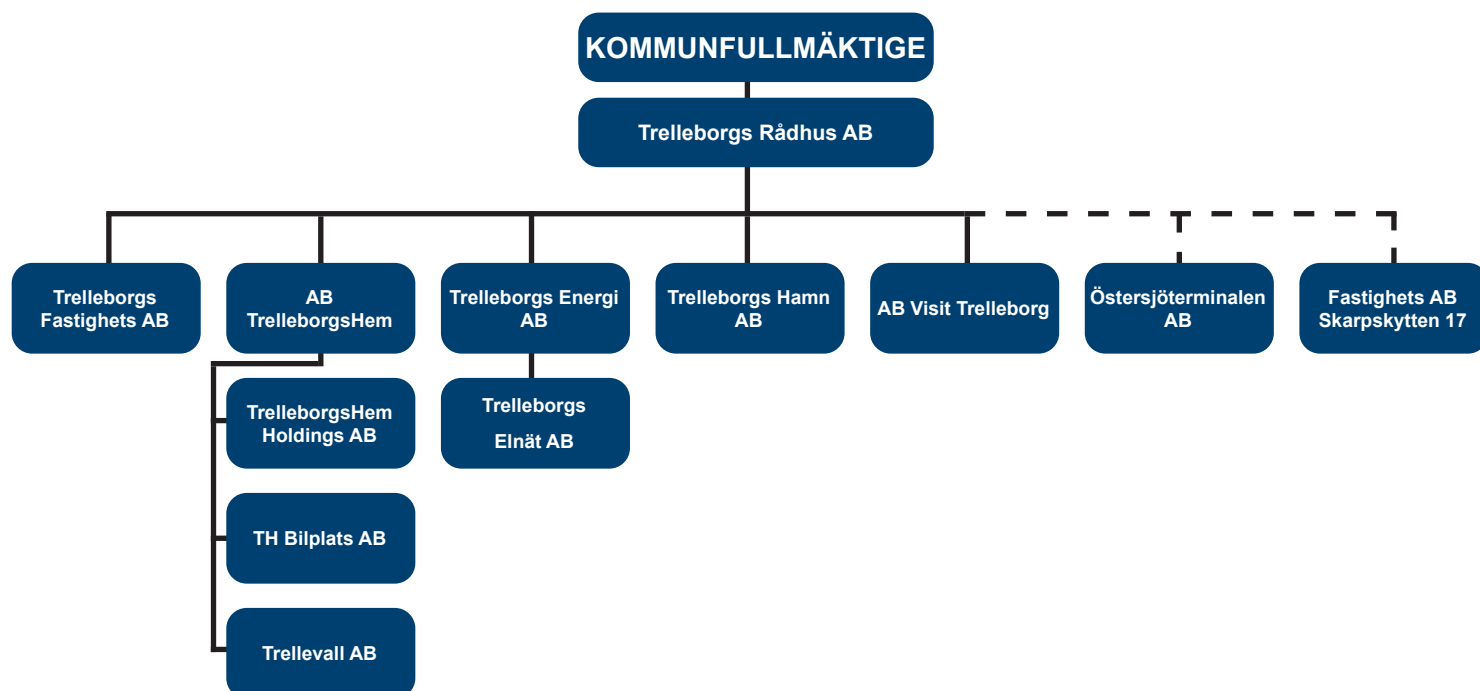 KOMMUNFULLMÄKTIGE
Trelleborgs Rådhus AB
Trelleborgs
Fastighets AB
AB
TrelleborgsHem
Trelleborgs Energi
AB
Trelleborgs Hamn
AB
AB Visit Trelleborg
Östersjöterminalen
AB
Fastighets AB
Skarpskytten 17
TrelleborgsHem
Holdings AB
Trelleborgs
Elnät AB
TH Bilplats AB
Trellevall AB